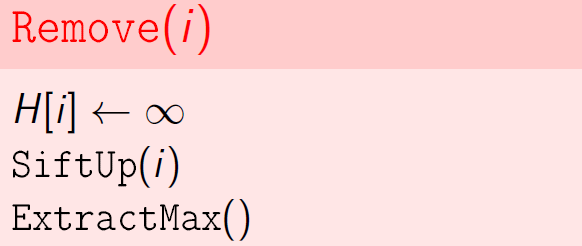 Remove(i)
H[i] ← ∞
SiftUp(i)
ExtractMax()